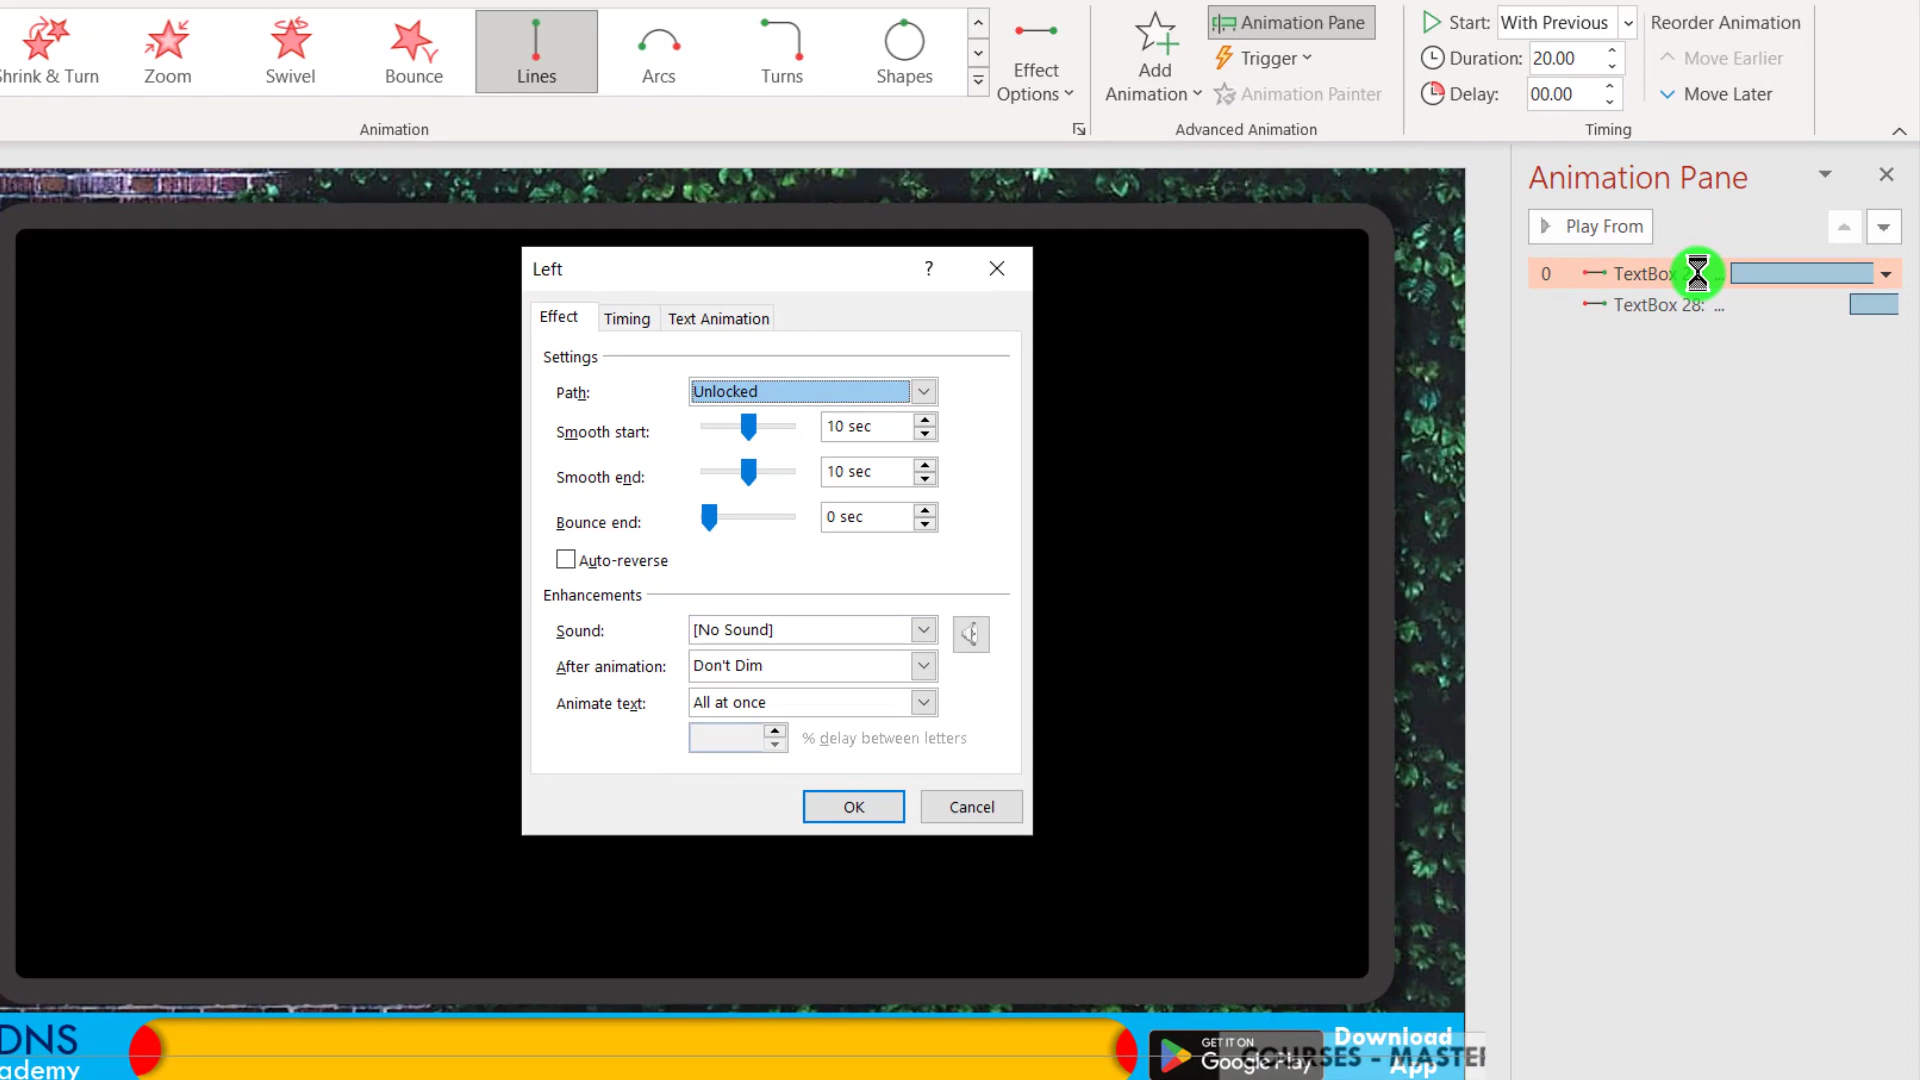 Shrink & Turn
Zoom
Swivel
Bounce
Lines
Arcs
Turns
Shapes
Effect
Options
Add
Animation
Animation Pane
Trigger
Animation Painter
Start: With Previous
Duration: 20.00
Delay: 00.00
Reorder Animation
Move Earlier
Move Later
Animation
Advanced Animation
Timing
Animation Pane
Play From
0 TextBox 2 ...
TextBox 28: ...
Left
?
Effect
Timing
Text Animation
Settings
Path: Unlocked
Smooth start: 10 sec
Smooth end: 10 sec
Bounce end: 0 sec
Auto-reverse
Enhancements
Sound: [No Sound]
After animation: Don't Dim
Animate text: All at once
% delay between letters
OK
Cancel
DNS
ademy
GET IT ON
Google Play
Download
App
COURSES - MASTER